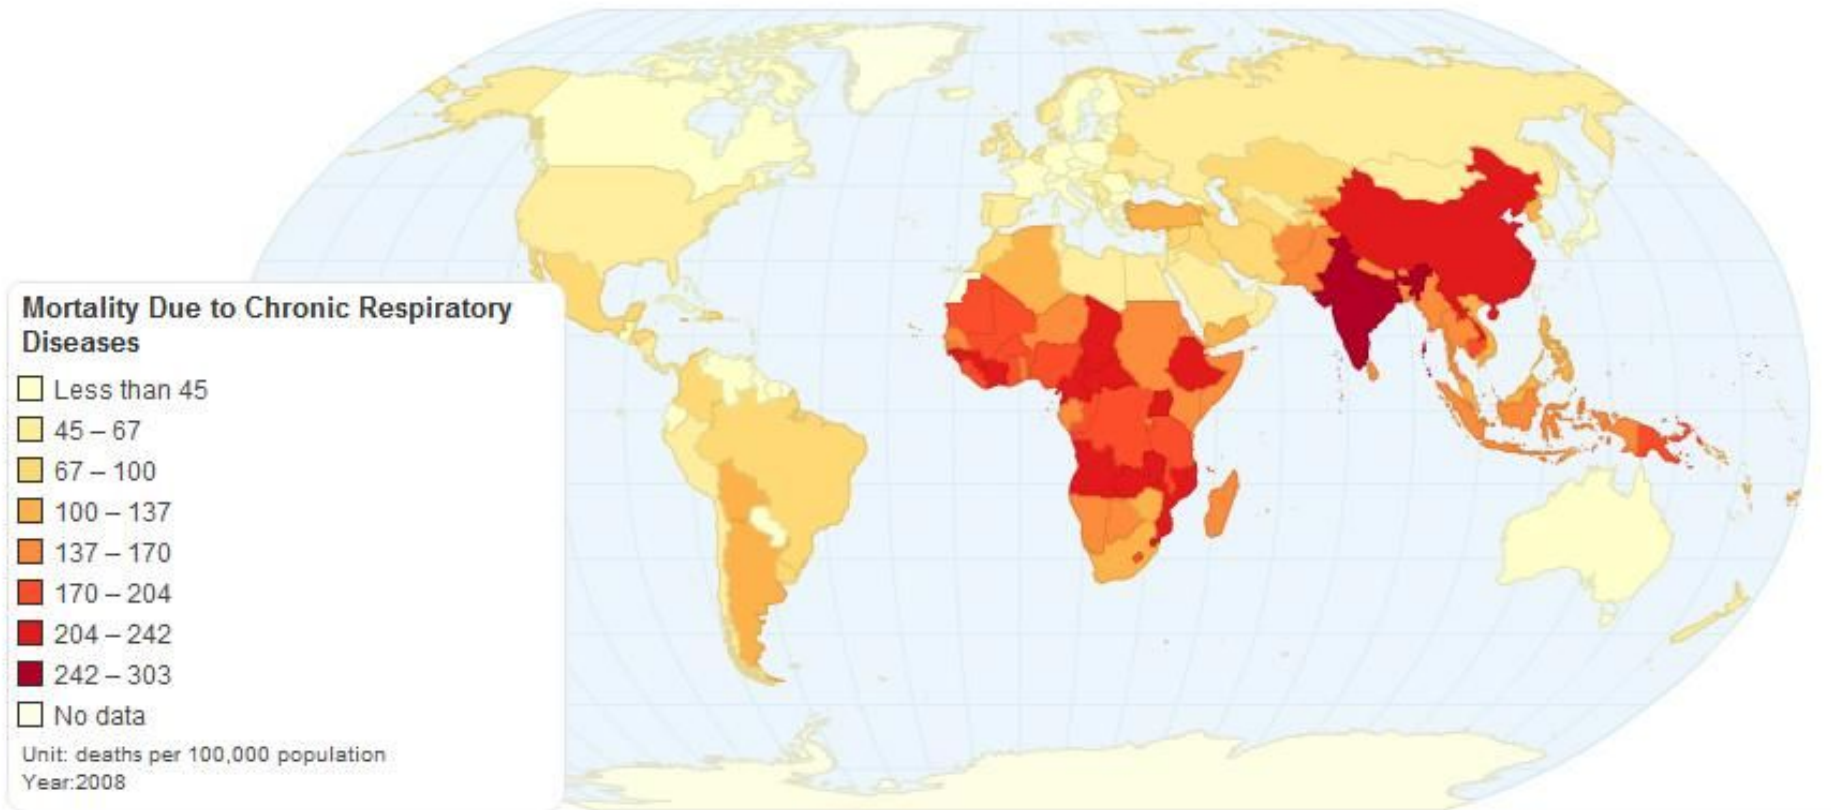 Mortality Due to Chronic Respiratory
Diseases
Less than 45
45 – 67
67 – 100
100 – 137
137 – 170
170 – 204
204 – 242
242 – 303
No data
Unit: deaths per 100,000 population
Year:2008